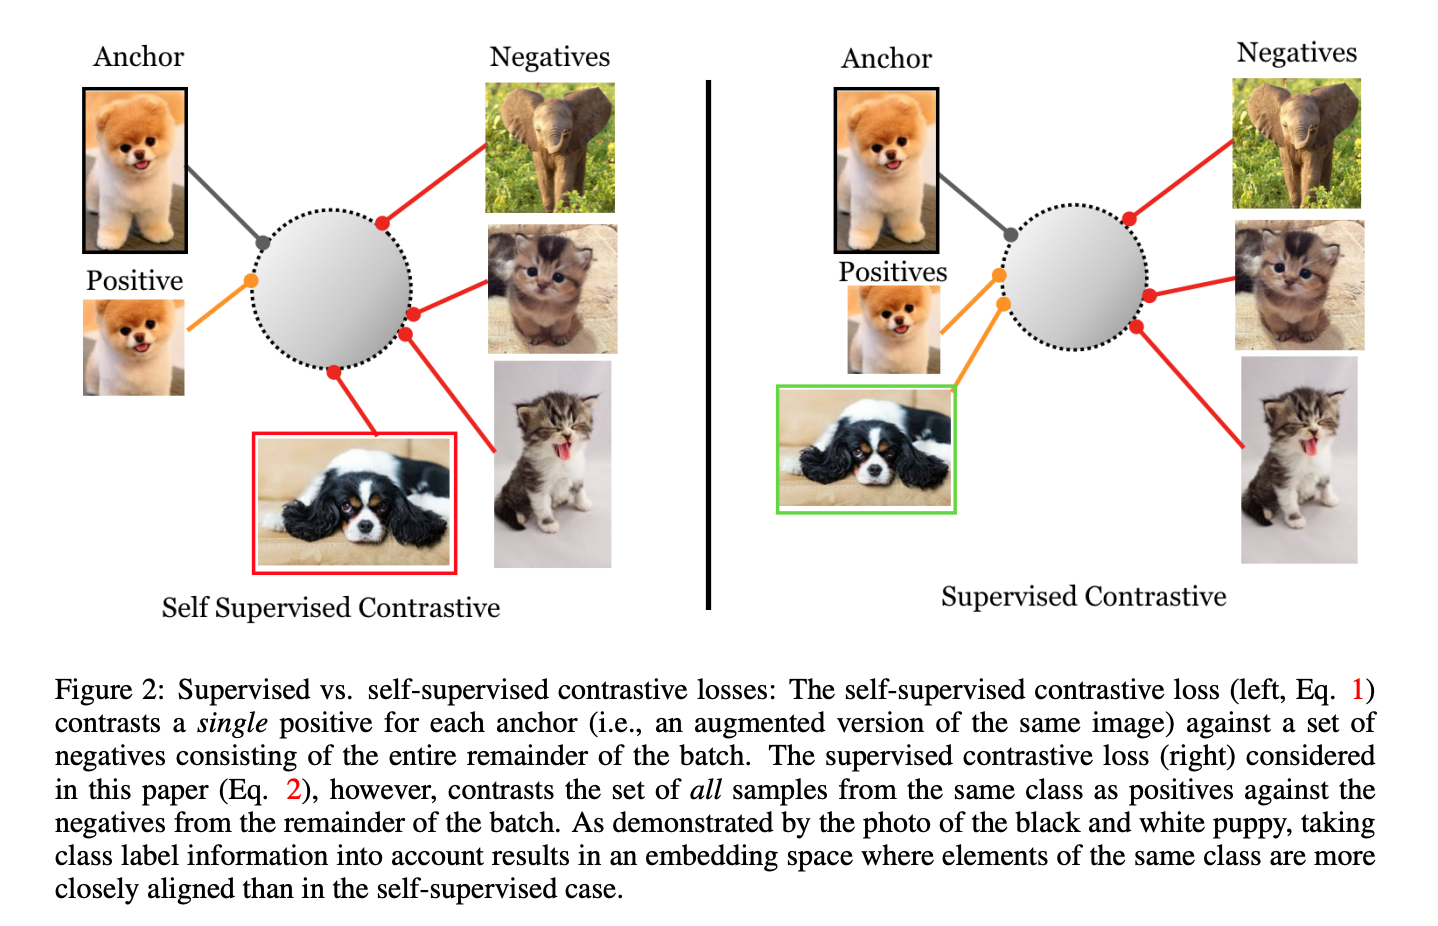 Anchor
Negatives
Positive
Self Supervised Contrastive
Anchor
Negatives
Positives
Supervised Contrastive
Figure 2: Supervised vs. self-supervised contrastive losses: The self-supervised contrastive loss (left, Eq. 1)
contrasts a single positive for each anchor (i.e., an augmented version of the same image) against a set of
negatives consisting of the entire remainder of the batch. The supervised contrastive loss (right) considered
in this paper (Eq. 2), however, contrasts the set of all samples from the same class as positives against the
negatives from the remainder of the batch. As demonstrated by the photo of the black and white puppy, taking
class label information into account results in an embedding space where elements of the same class are more
closely aligned than in the self-supervised case.